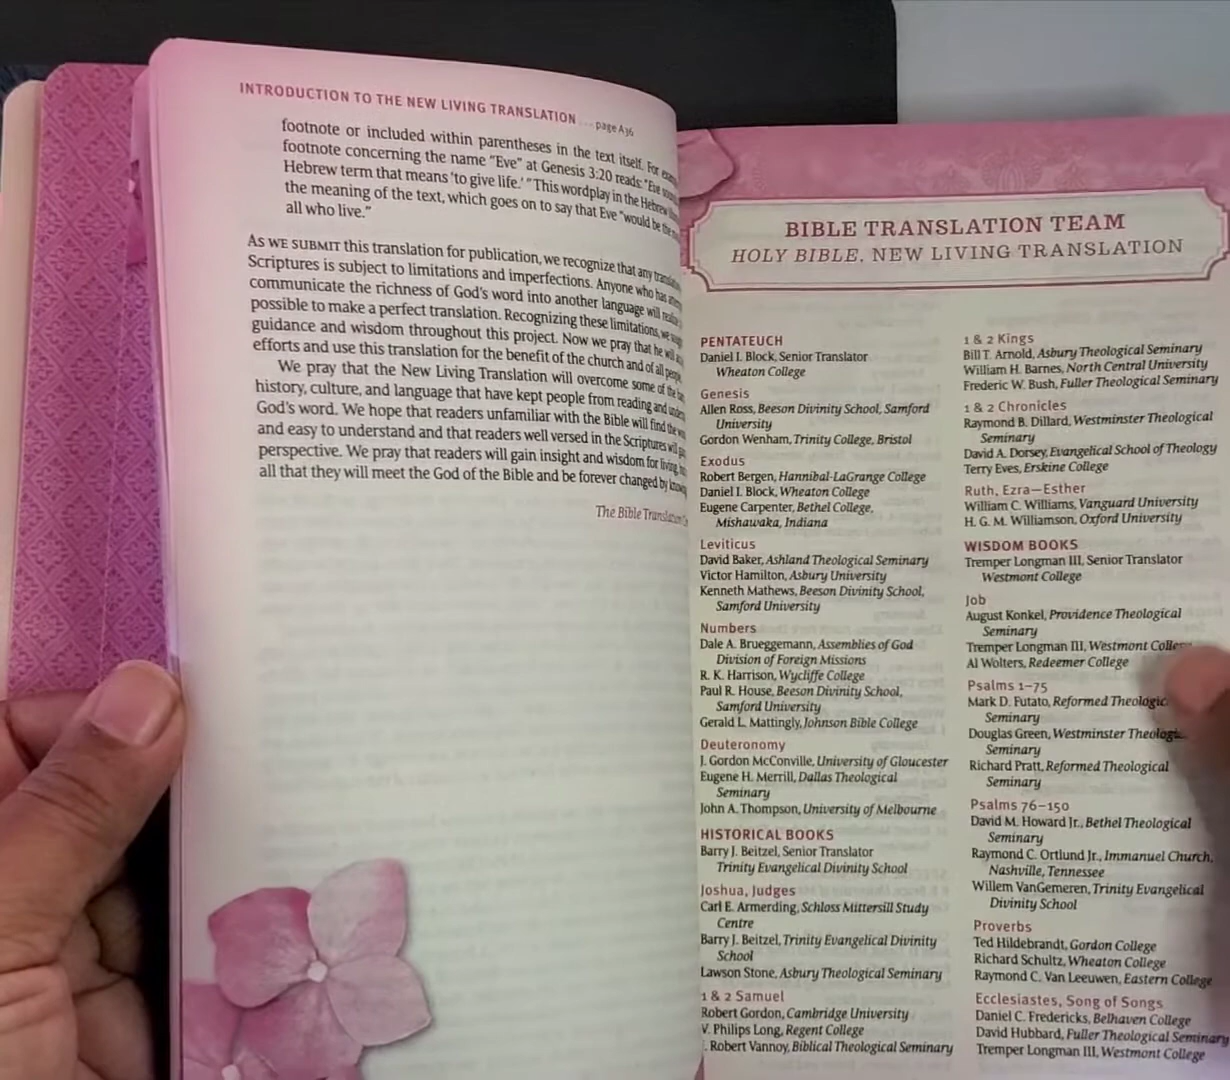 INTRODUCTION TO THE NEW LIVING TRANSLATION ... page A36
footnote or included within parentheses in the text itself. For
footnote concerning the name "Eve" at Genesis 3:20 reads: "Eve
Hebrew term that means 'to give life.' " This wordplay in the Hebrew
the meaning of the text, which goes on to say that Eve "would be the
all who live."
AS WE SUBMIT this translation for publication, we recognize that any
Scriptures is subject to limitations and imperfections. Anyone who has
communicate the richness of God's word into another language will
possible to make a perfect translation. Recognizing these limitations, we
guidance and wisdom throughout this project. Now we pray that he will
efforts and use this translation for the benefit of the church and of all
We pray that the New Living Translation will overcome some of the
history, culture, and language that have kept people from reading and
God's word. We hope that readers unfamiliar with the Bible will find the
and easy to understand and that readers well versed in the Scriptures will
perspective. We pray that readers will gain insight and wisdom for living,
all that they will meet the God of the Bible and be forever changed by
The Bible Translation
BIBLE TRANSLATION TEAM
HOLY BIBLE, NEW LIVING TRANSLATION
PENTATEUCH
Daniel I. Block, Senior Translator
Wheaton College
Genesis
Allen Ross, Beeson Divinity School, Samford
University
Gordon Wenham, Trinity College, Bristol
Exodus
Robert Bergen, Hannibal-LaGrange College
Daniel I. Block, Wheaton College
Eugene Carpenter, Bethel College,
Mishawaka, Indiana
Leviticus
David Baker, Ashland Theological Seminary
Victor Hamilton, Asbury University
Kenneth Mathews, Beeson Divinity School,
Samford University
Numbers
Dale A. Brueggemann, Assemblies of God
Division of Foreign Missions
R. K. Harrison, Wycliffe College
Paul R. House, Beeson Divinity School,
Samford University
Gerald L. Mattingly, Johnson Bible College
Deuteronomy
J. Gordon McConville, University of Gloucester
Eugene H. Merrill, Dallas Theological
Seminary
John A. Thompson, University of Melbourne
HISTORICAL BOOKS
Barry J. Beitzel, Senior Translator
Trinity Evangelical Divinity School
Joshua, Judges
Carl E. Armerding, Schloss Mittersill Study
Centre
Barry J. Beitzel, Trinity Evangelical Divinity
School
Lawson Stone, Asbury Theological Seminary
1 & 2 Samuel
Robert Gordon, Cambridge University
V. Philips Long, Regent College
. Robert Vannoy, Biblical Theological Seminary
1 & 2 Kings
Bill T. Arnold, Asbury Theological Seminary
William H. Barnes, North Central University
Frederic W. Bush, Fuller Theological Seminary
1 & 2 Chronicles
Raymond B. Dillard, Westminster Theological
Seminary
David A. Dorsey, Evangelical School of Theology
Terry Eves, Erskine College
Ruth, Ezra—Esther
William C. Williams, Vanguard University
H. G. M. Williamson, Oxford University
WISDOM BOOKS
Tremper Longman III, Senior Translator
Westmont College
Job
August Konkel, Providence Theological
Seminary
Tremper Longman III, Westmont College
Al Wolters, Redeemer College
Psalms 1–75
Mark D. Futato, Reformed Theologic
Seminary
Douglas Green, Westminster Theologi
Seminary
Richard Pratt, Reformed Theological
Seminary
Psalms 76–150
David M. Howard Jr., Bethel Theological
Seminary
Raymond C. Ortlund Jr., Immanuel Church,
Nashville, Tennessee
Willem VanGemeren, Trinity Evangelical
Divinity School
Proverbs
Ted Hildebrandt, Gordon College
Richard Schultz, Wheaton College
Raymond C. Van Leeuwen, Eastern College
Ecclesiastes, Song of Songs
Daniel C. Fredericks, Belhaven College
David Hubbard, Fuller Theological Seminary
Tremper Longman III, Westmont College